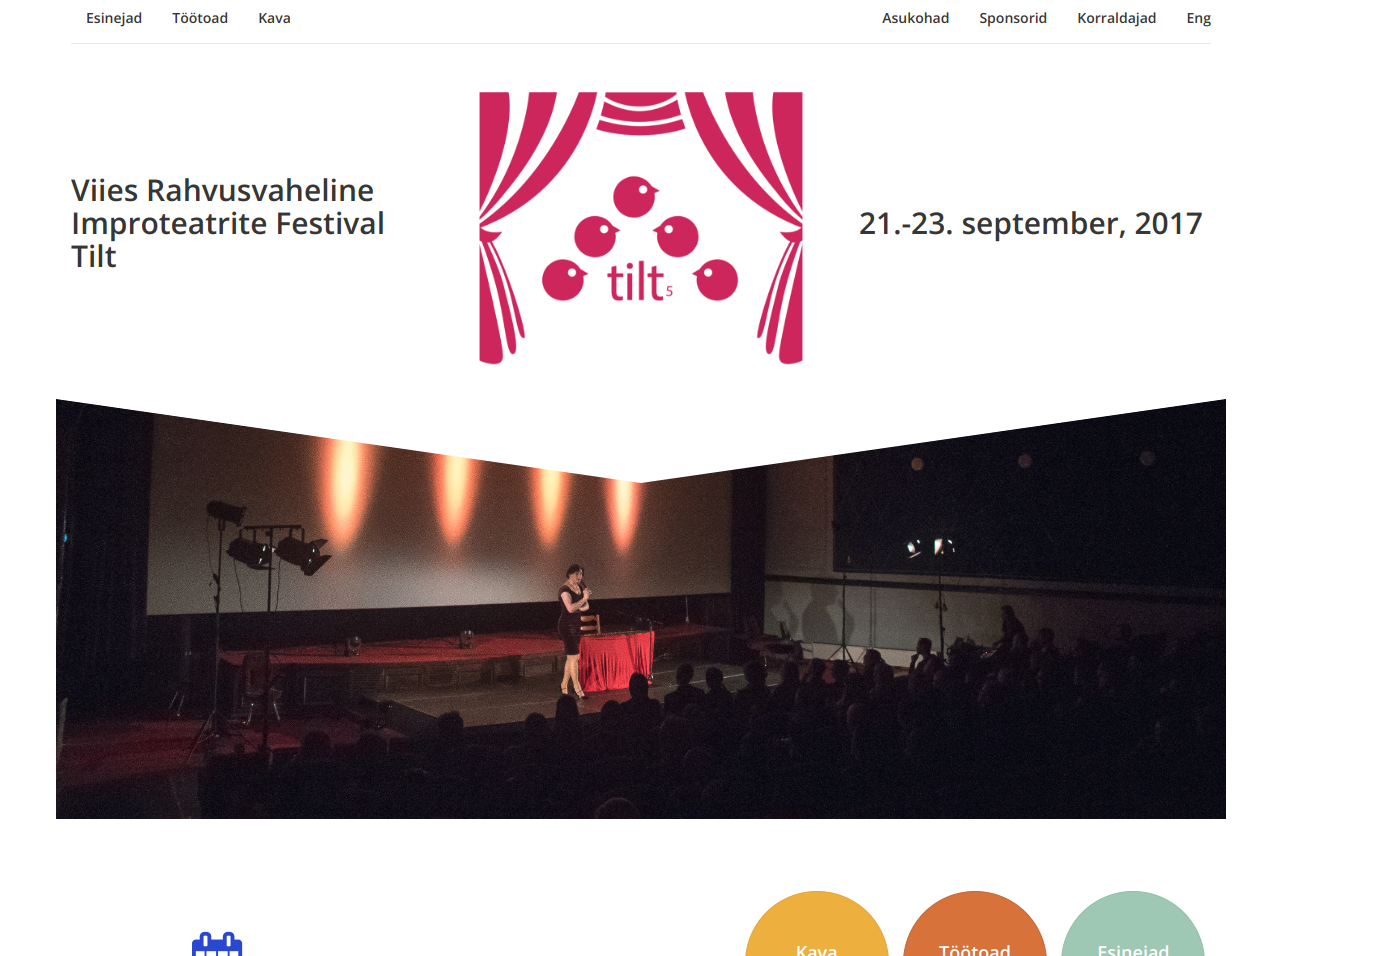 Esinejad Töötoad Kava Asukohad Sponsorid Korraldajad Eng
Viies Rahvusvaheline
Improteatrite Festival
Tilt
tilt5
21.-23. september, 2017
Kava Töötoad Esinejad